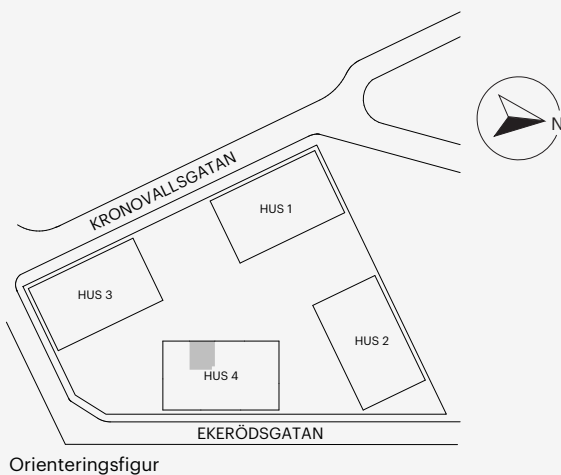 N
KRONOVALLSGATAN
HUS 1
HUS 3
HUS 2
HUS 4
EKERÖDSGATAN
Orienteringsfigur